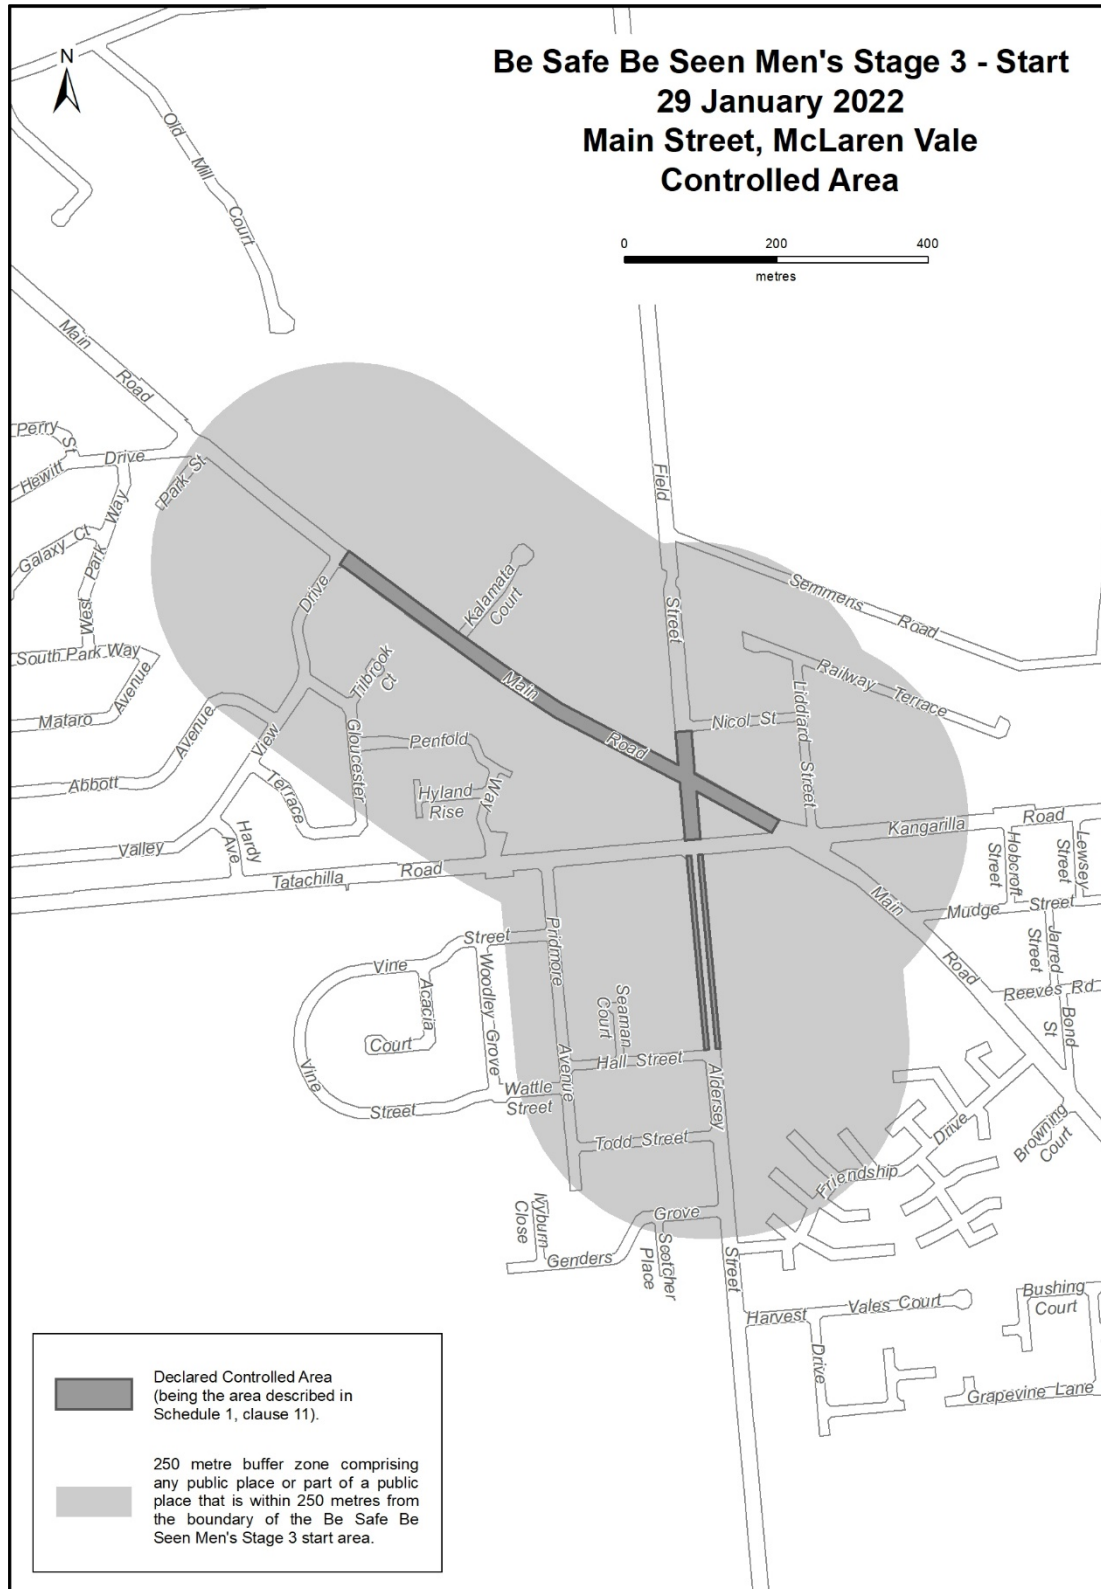 Be Safe Be Seen Men's Stage 3 - Start
29 January 2022
Main Street, McLaren Vale
Controlled Area
N
0 200 400
metres
Old Mill Court
Main Road
Perry St
Hewitt Drive
Park St
Galaxy Ct
West Park Way
South Park Way
Mataro Avenue
Abbott Avenue
Valley View Drive
Hardy Ave
Terrace
Gloucester
Tilbrook Ct
Kalamata Court
Penfold Way
Hyland Rise
Main Road
Field Street
Semmens Road
Railway Terrace
Liddiard Street
Nicol St
Kangarilla Road
Hobcroft Street
Lewsey Street
Tatachilla Road
Main Road
Mudge Street
Jarred Street
Reeves Rd
Bond St
Vine Street
Vine Street
Acacia Court
Woodley Grove
Pridmore Avenue
Seaman Court
Hall Street
Wattle Street
Todd Street
Aldersey Street
Friendship Drive
Browning Court
Ivyburn Close
Genders Grove
Scotcher Place
Harvest Drive
Vales Court
Bushing Court
Grapevine Lane
Declared Controlled Area
(being the area described in
Schedule 1, clause 11).
250 metre buffer zone comprising
any public place or part of a public
place that is within 250 metres from
the boundary of the Be Safe Be
Seen Men's Stage 3 start area.